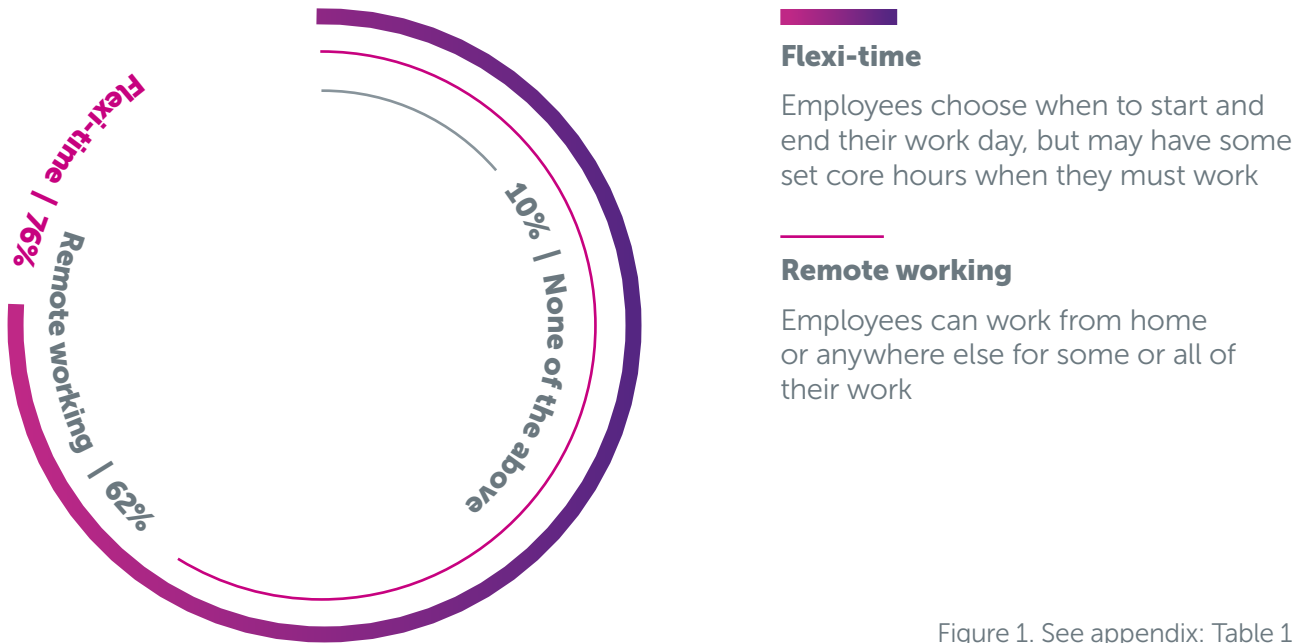 Flexi-time | 76%
Remote working | 62%
10% | None of the above
Flexi-time
Employees choose when to start and
end their work day, but may have some
set core hours when they must work
Remote working
Employees can work from home
or anywhere else for some or all of
their work
Figure 1. See appendix: Table 1